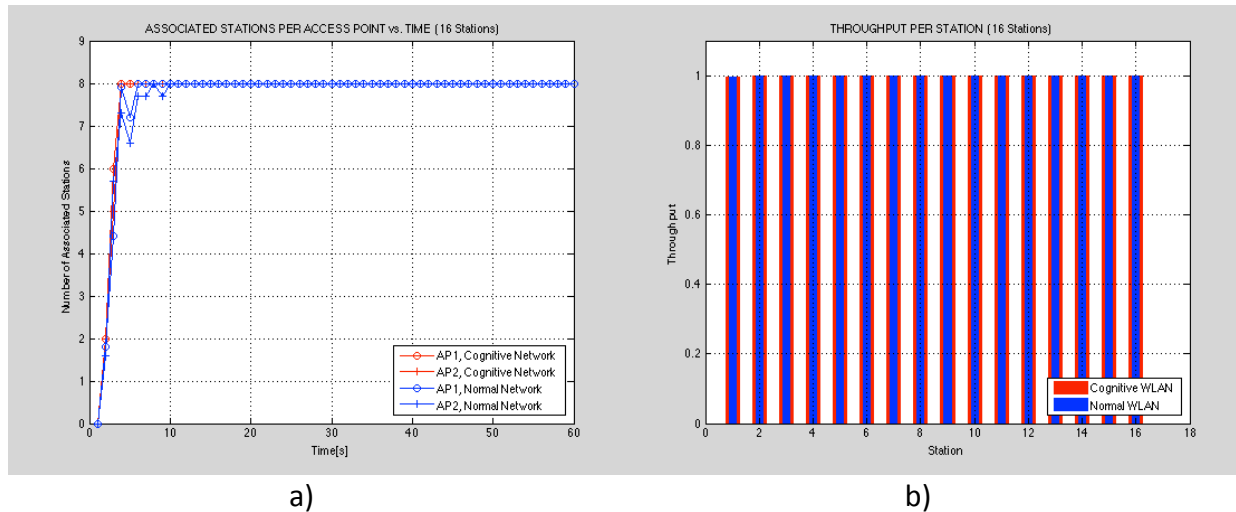 ASSOCIATED STATIONS PER ACCESS POINT vs. TIME (16 Stations)
9
8
7
6
5
4
3
2
1
0
Number of Associated Stations
0 10 20 30 40 50 60
Time[s]
AP1, Cognitive Network
AP2, Cognitive Network
AP1, Normal Network
AP2, Normal Network
a)
THROUGHPUT PER STATION (16 Stations)
1
0.8
0.6
0.4
0.2
0
Throughput
0 2 4 6 8 10 12 14 16 18
Station
Cognitive WLAN
Normal WLAN
b)